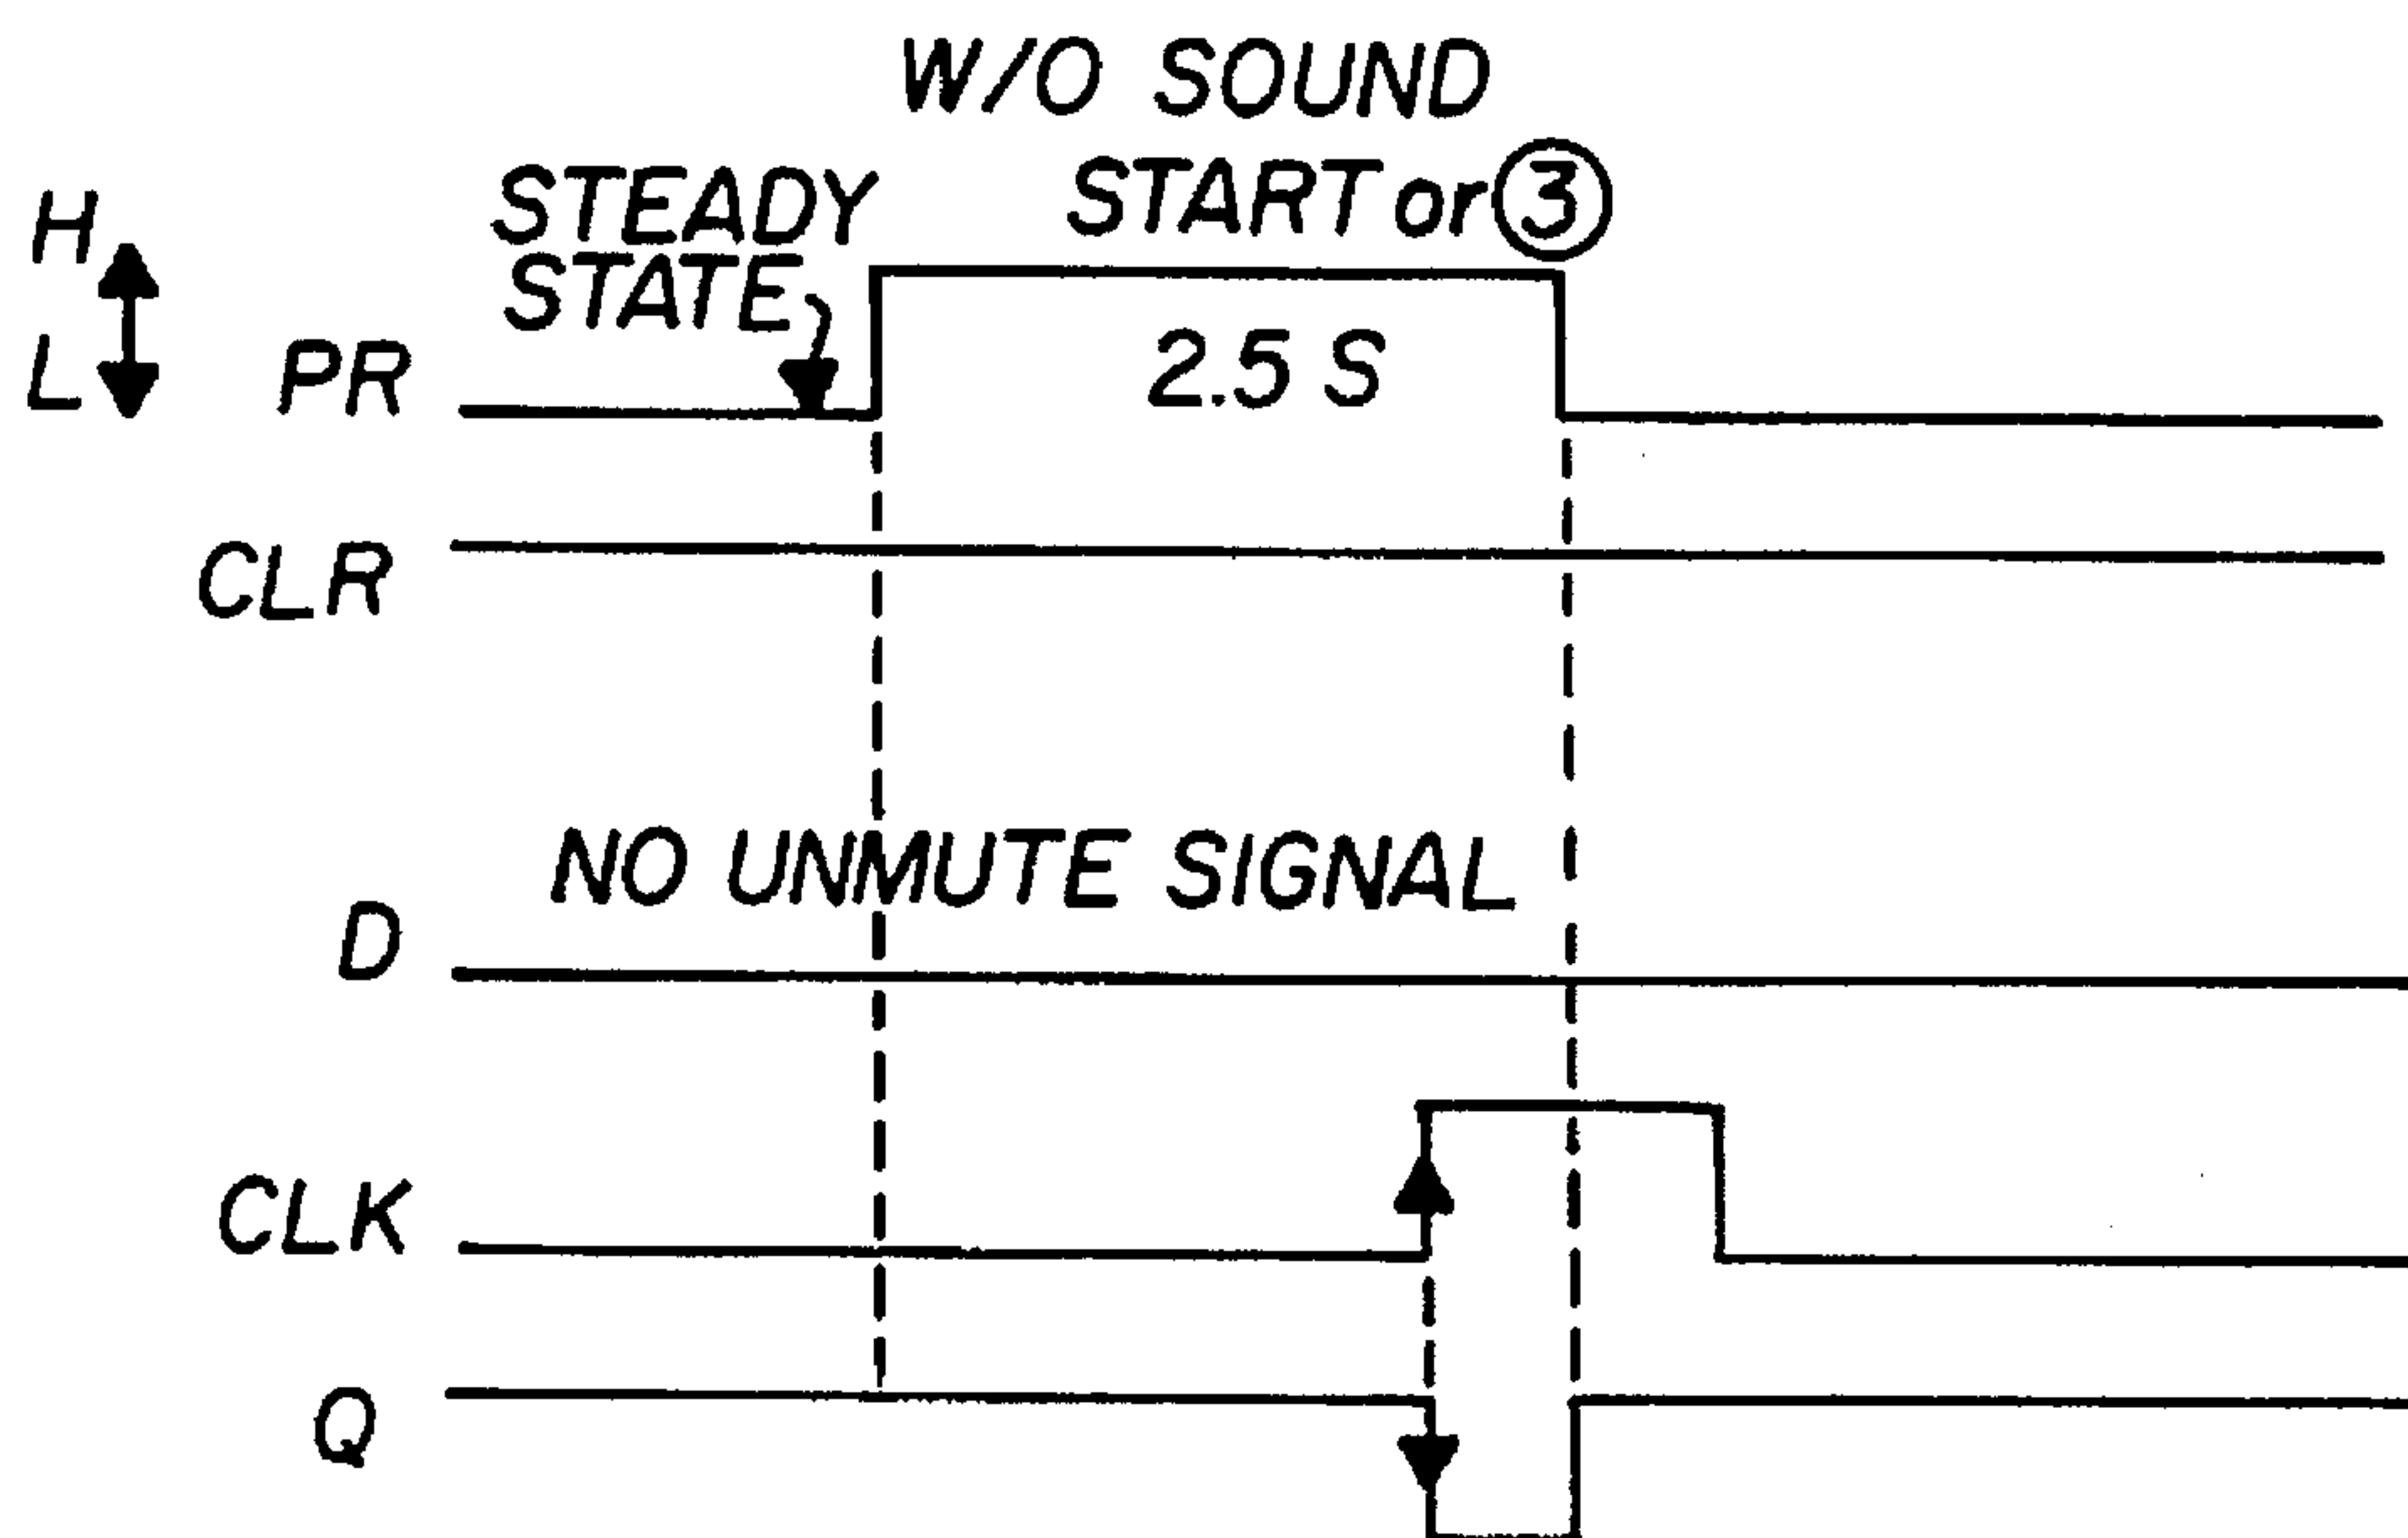 W/O SOUND
START or ③
STEADY
STATE
H
L
PR
2.5 S
CLR
NO UNMUTE SIGNAL
D
CLK
Q